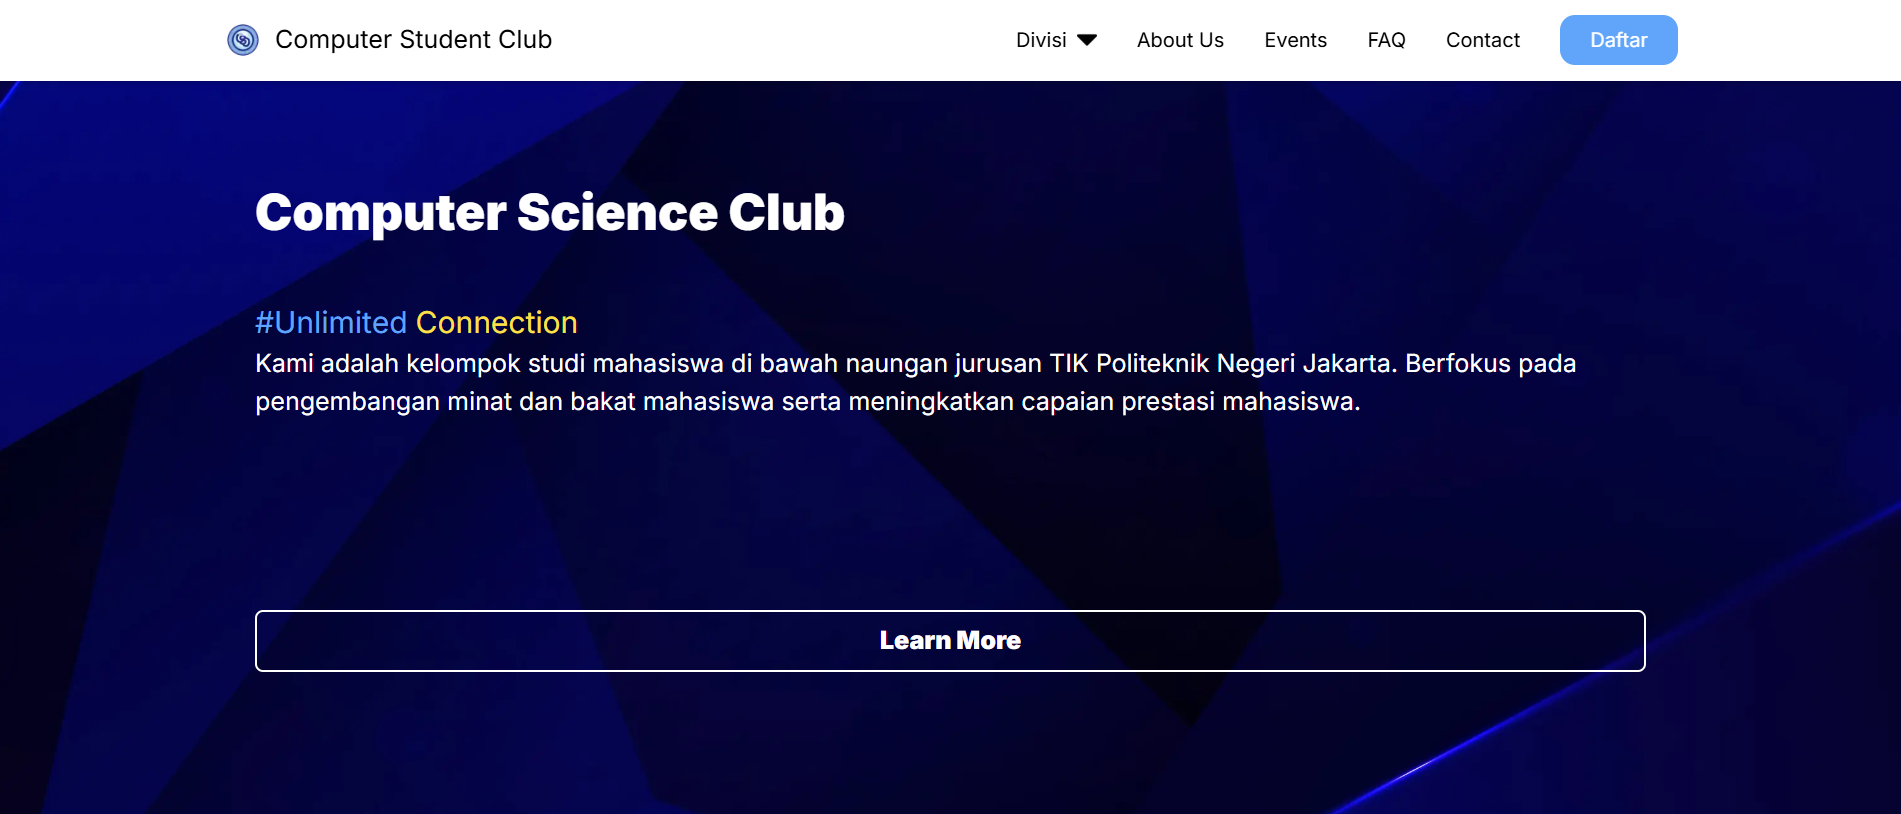 Computer Student Club
Divisi
About Us
Events
FAQ
Contact
Daftar
Computer Science Club
#Unlimited Connection
Kami adalah kelompok studi mahasiswa di bawah naungan jurusan TIK Politeknik Negeri Jakarta. Berfokus pada
pengembangan minat dan bakat mahasiswa serta meningkatkan capaian prestasi mahasiswa.
Learn More